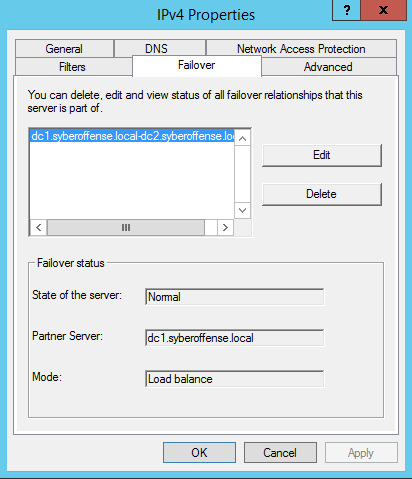 IPv4 Properties
?
x
General
DNS
Network Access Protection
Filters
Failover
Advanced
You can delete, edit and view status of all failover relationships that this
server is part of.
dc1.syberoffense.local-dc2.syberoffense.lo
Edit
Delete
Failover status
State of the server:
Normal
Partner Server:
dc1.syberoffense.local
Mode:
Load balance
OK
Cancel
Apply